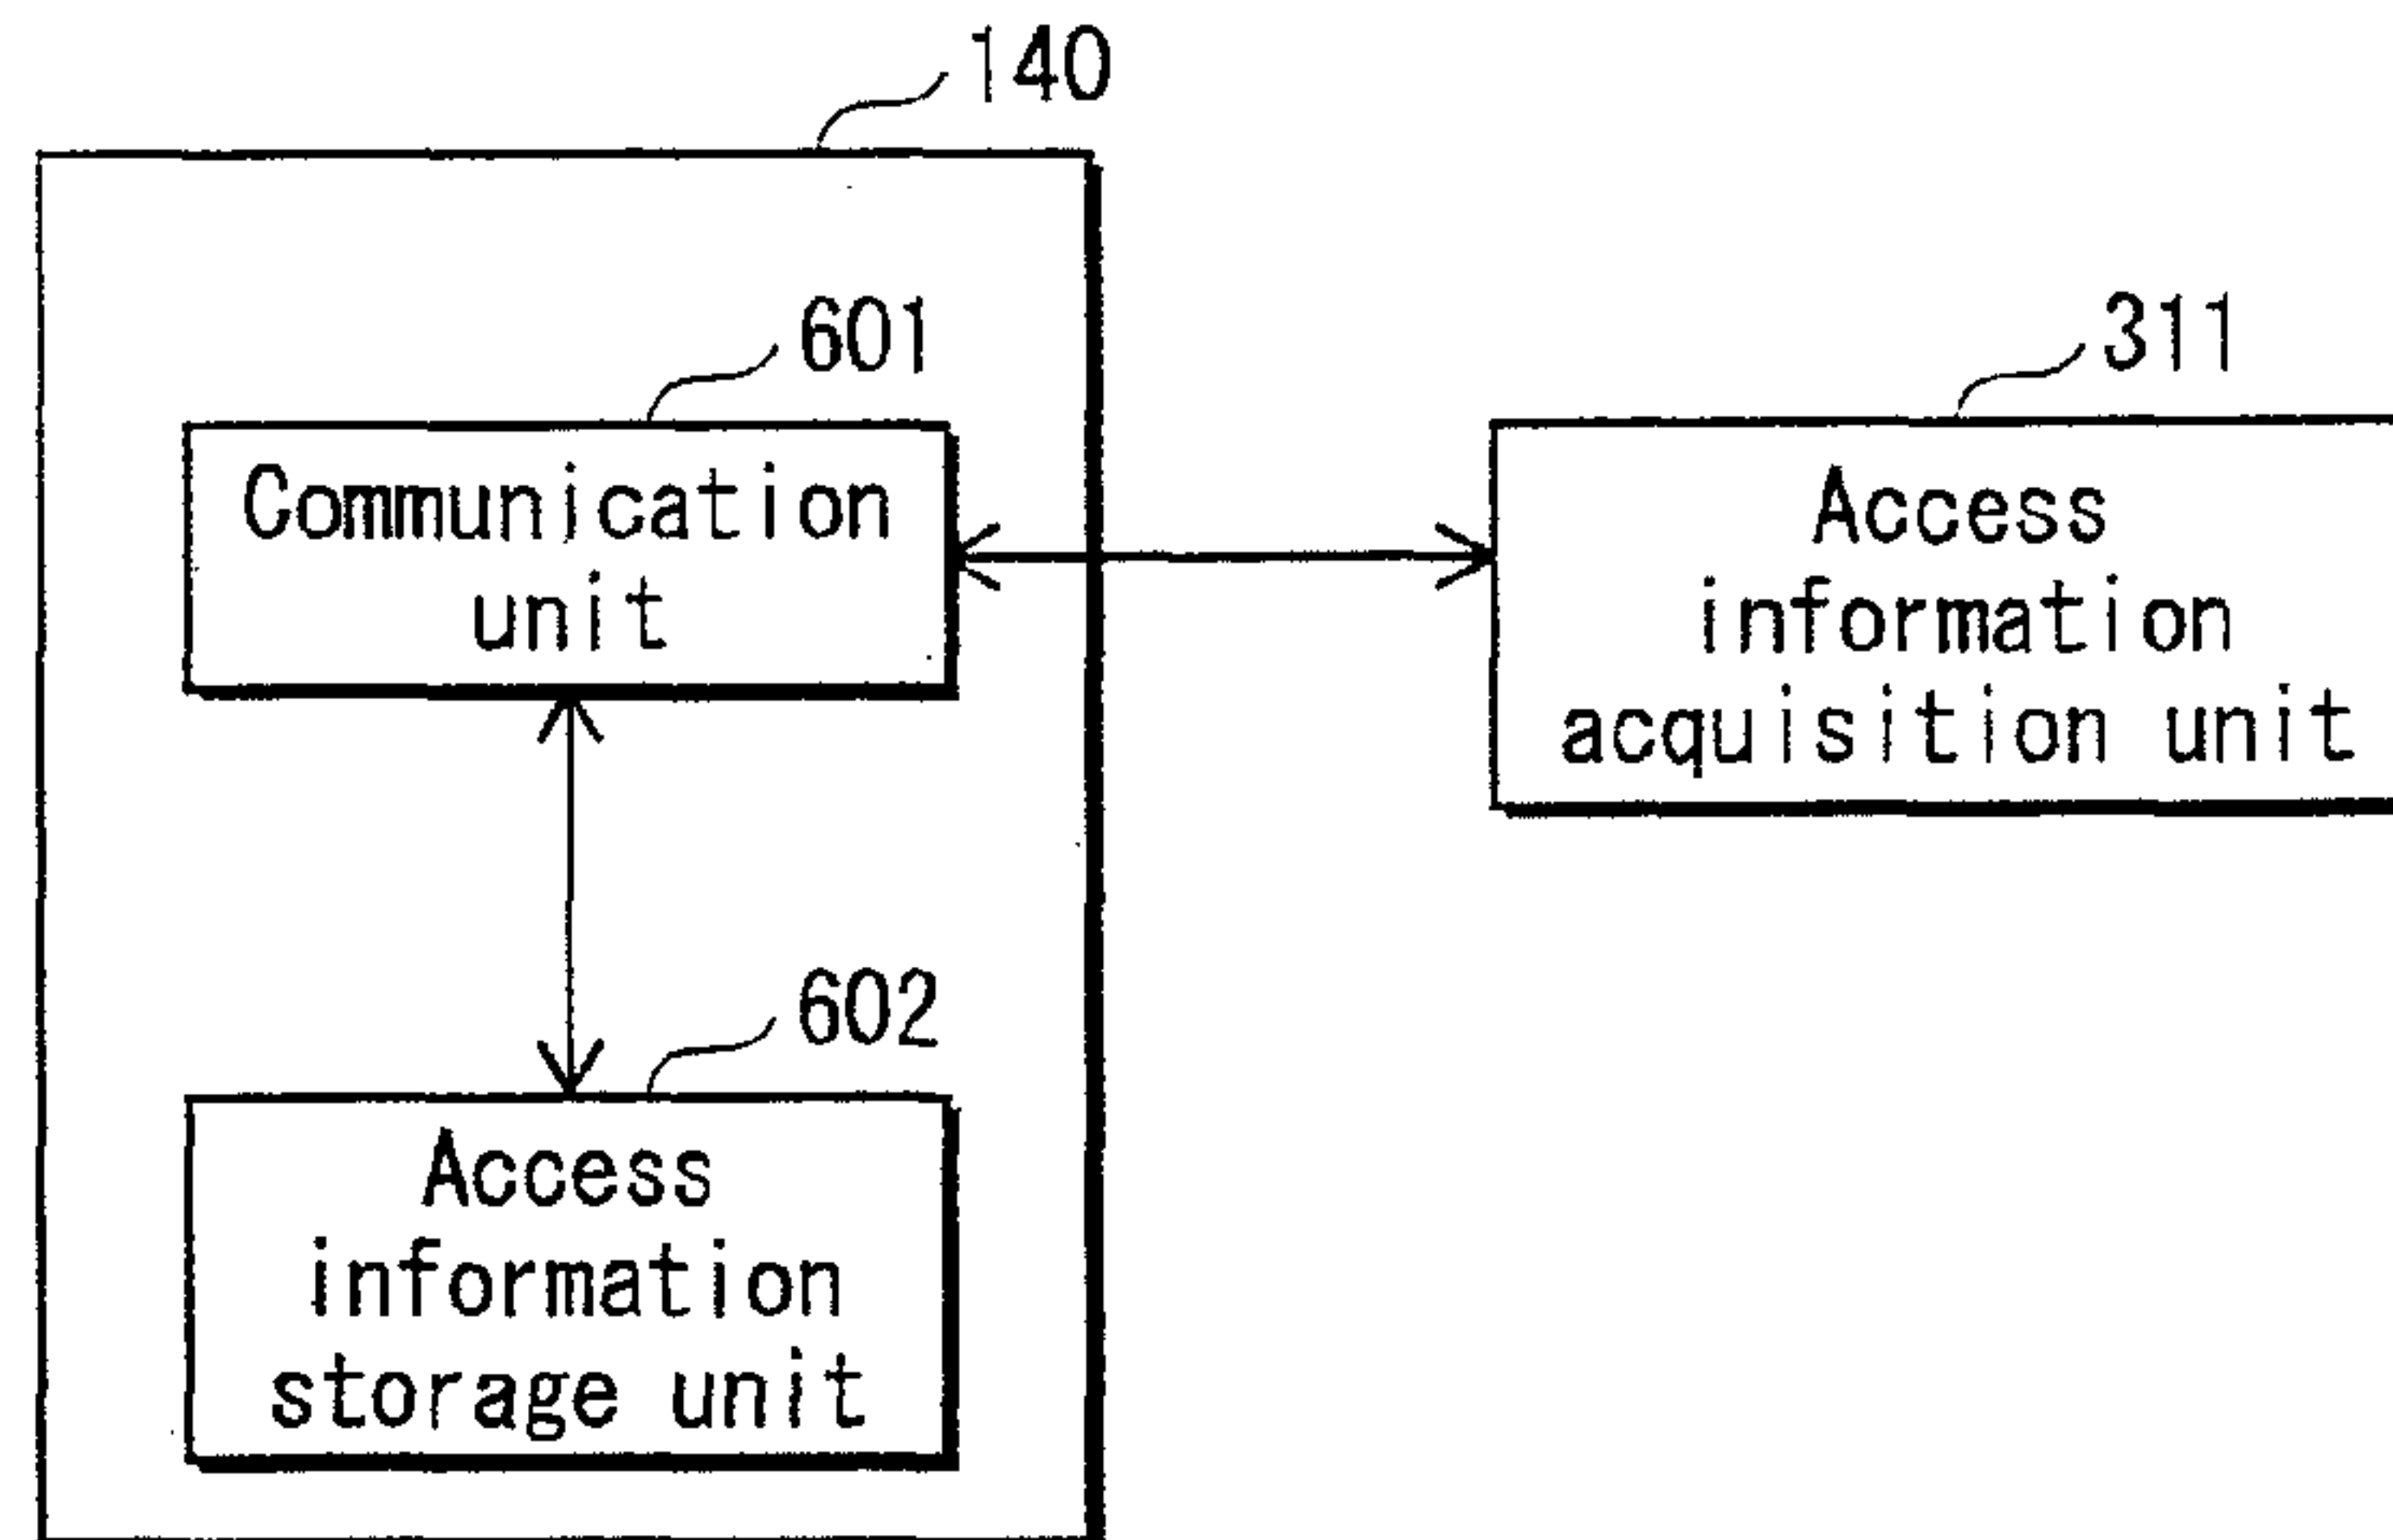 140
601
Communication
unit
311
Access
information
acquisition unit
602
Access
information
storage unit